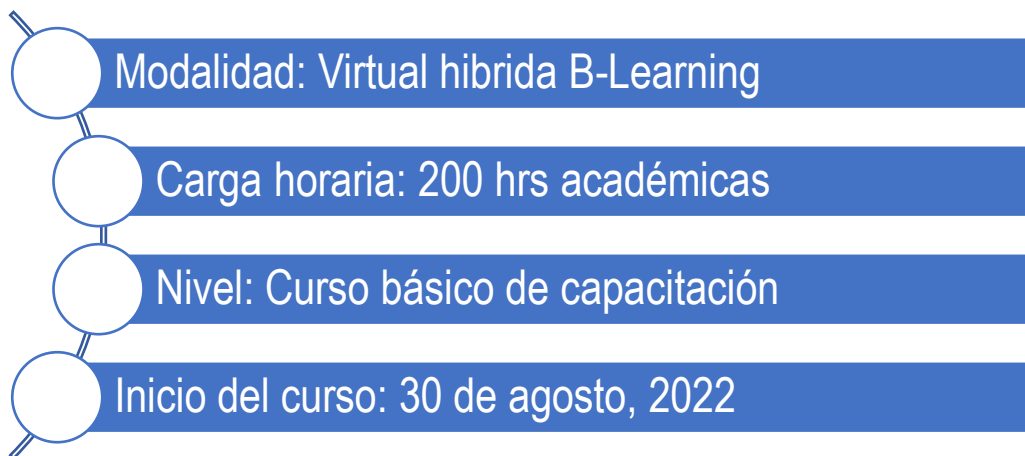 Modalidad: Virtual hibrida B-Learning
Carga horaria: 200 hrs académicas
Nivel: Curso básico de capacitación
Inicio del curso: 30 de agosto, 2022